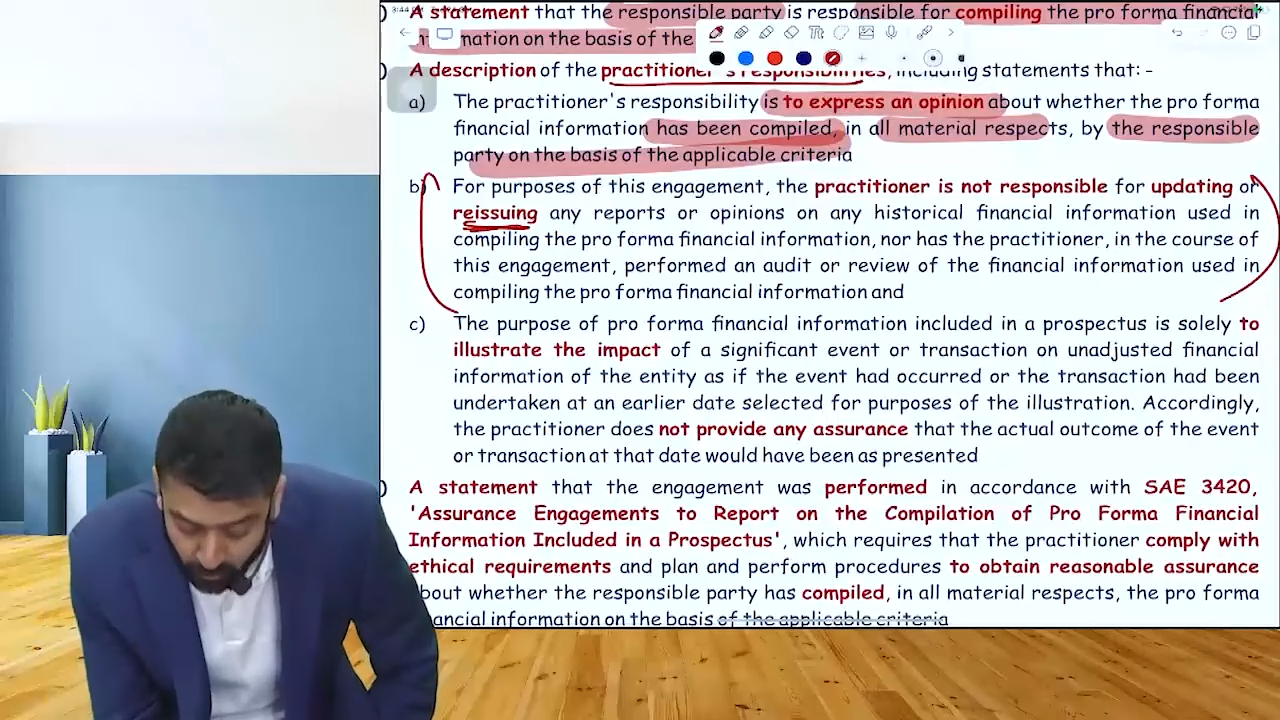 A statement that the responsible party is responsible for compiling the pro forma financial
mation on the basis of the
A description of the practitioner's responsibilities, including statements that: -
a) The practitioner's responsibility is to express an opinion about whether the pro forma
financial information has been compiled, in all material respects, by the responsible
party on the basis of the applicable criteria
b) For purposes of this engagement, the practitioner is not responsible for updating or
reissuing any reports or opinions on any historical financial information used in
compiling the pro forma financial information, nor has the practitioner, in the course of
this engagement, performed an audit or review of the financial information used in
compiling the pro forma financial information and
c) The purpose of pro forma financial information included in a prospectus is solely to
illustrate the impact of a significant event or transaction on unadjusted financial
information of the entity as if the event had occurred or the transaction had been
undertaken at an earlier date selected for purposes of the illustration. Accordingly,
the practitioner does not provide any assurance that the actual outcome of the event
or transaction at that date would have been as presented
A statement that the engagement was performed in accordance with SAE 3420,
'Assurance Engagements to Report on the Compilation of Pro Forma Financial
Information Included in a Prospectus', which requires that the practitioner comply with
ethical requirements and plan and perform procedures to obtain reasonable assurance
bout whether the responsible party has compiled, in all material respects, the pro forma
ancial information on the basis of the applicable criteria